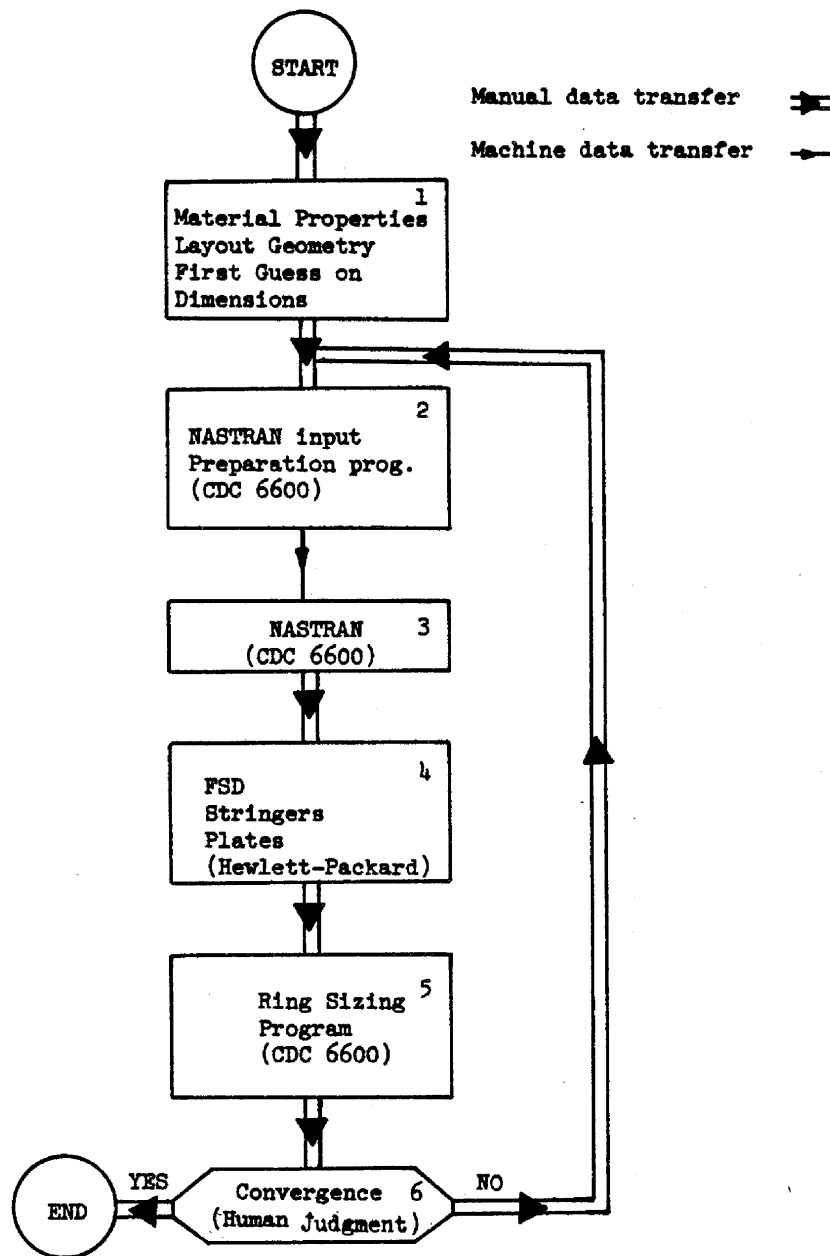 START
Manual data transfer
Machine data transfer
1
Material Properties
Layout Geometry
First Guess on
Dimensions
2
NASTRAN input
Preparation prog.
(CDC 6600)
NASTRAN 3
(CDC 6600)
4
FSD
Stringers
Plates
(Hewlett-Packard)
5
Ring Sizing
Program
(CDC 6600)
YES
NO
Convergence 6
(Human Judgment)
END